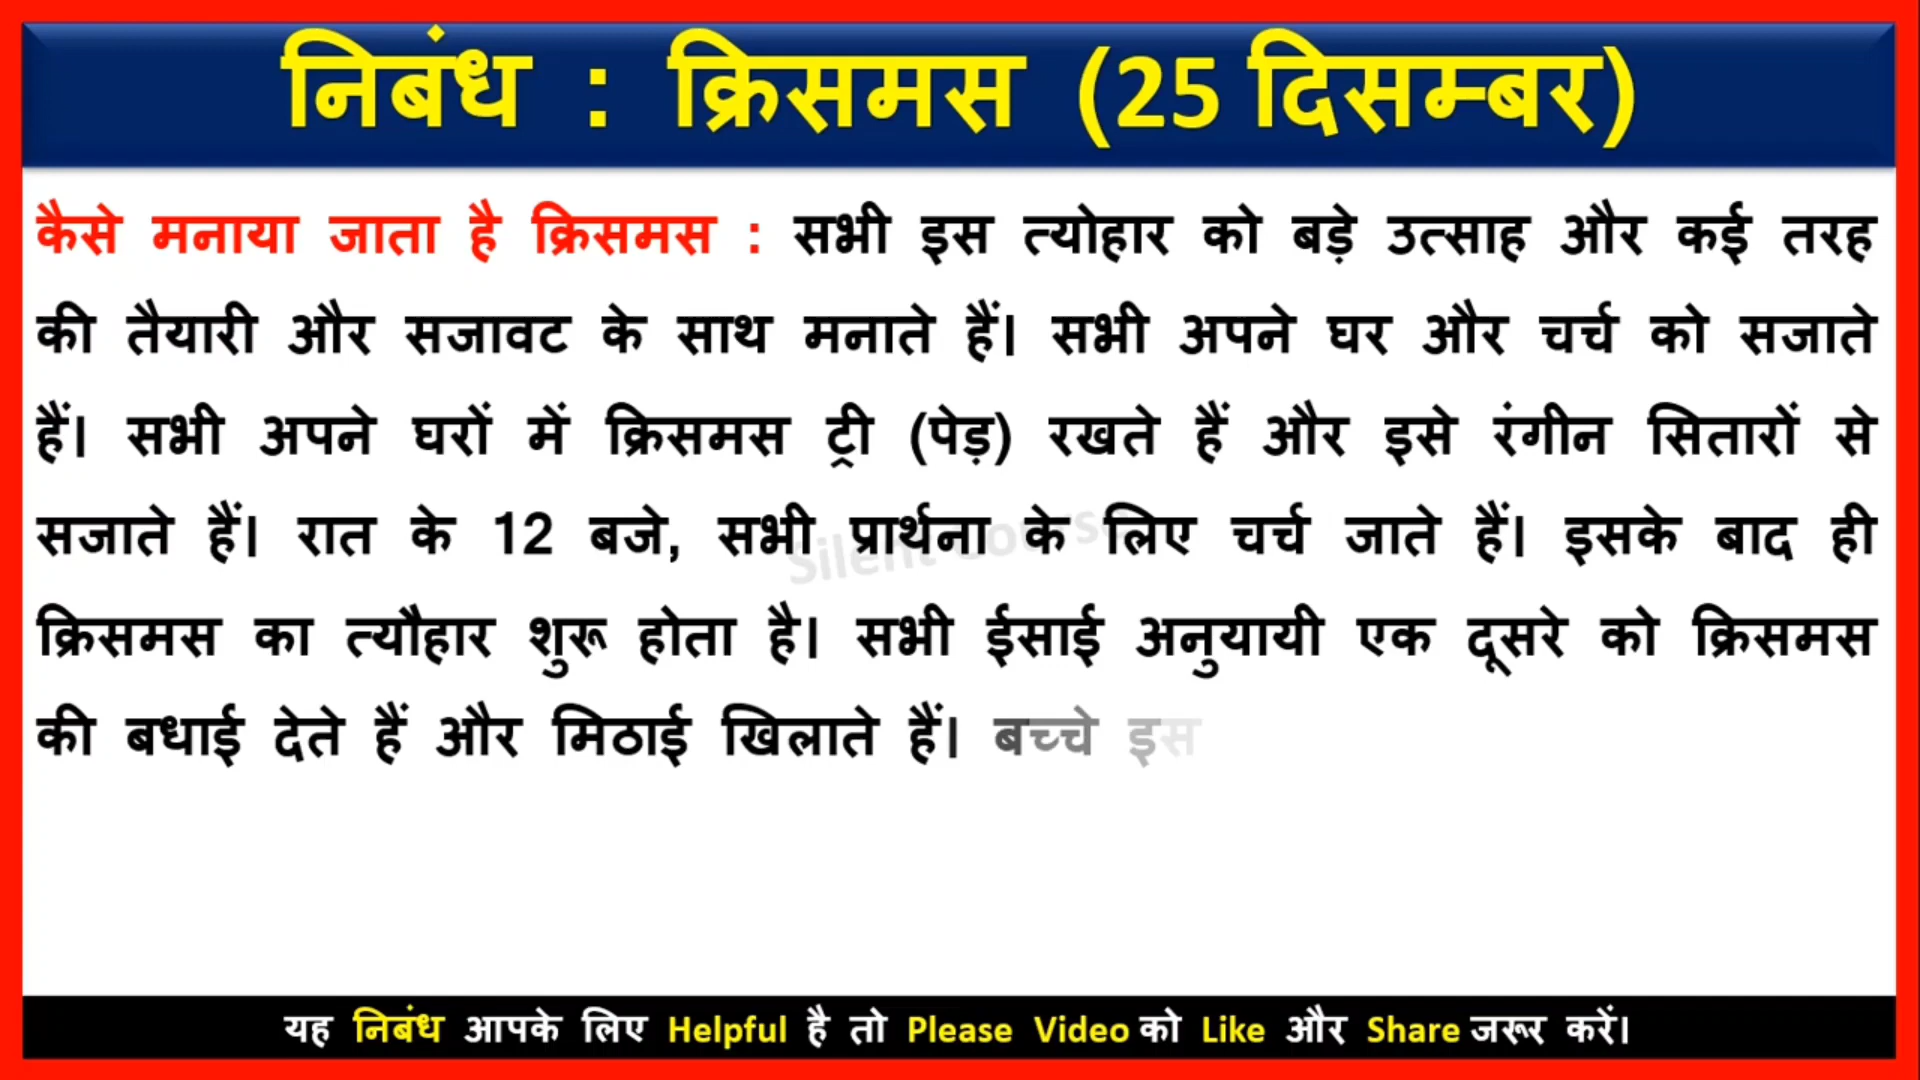 निबंध : क्रिसमस (25 दिसम्बर)
कैसे मनाया जाता है क्रिसमस : सभी इस त्योहार को बड़े उत्साह और कई तरह
की तैयारी और सजावट के साथ मनाते हैं। सभी अपने घर और चर्च को सजाते
हैं। सभी अपने घरों में क्रिसमस ट्री (पेड़) रखते हैं और इसे रंगीन सितारों से
सजाते हैं। रात के 12 बजे, सभी प्रार्थना के लिए चर्च जाते हैं। इसके बाद ही
Silent Course
क्रिसमस का त्यौहार शुरू होता है। सभी ईसाई अनुयायी एक दूसरे को क्रिसमस
की बधाई देते हैं और मिठाई खिलाते हैं। बच्चे इस
यह निबंध आपके लिए Helpful है तो Please Video को Like और Share जरूर करें।